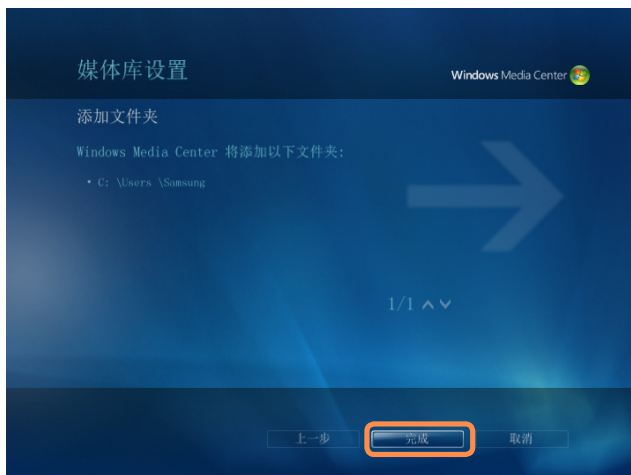 媒体库设置
Windows Media Center
添加文件夹
Windows Media Center 将添加以下文件夹:
• C: \Users \Samsung
1/1
上一步 完成 取消